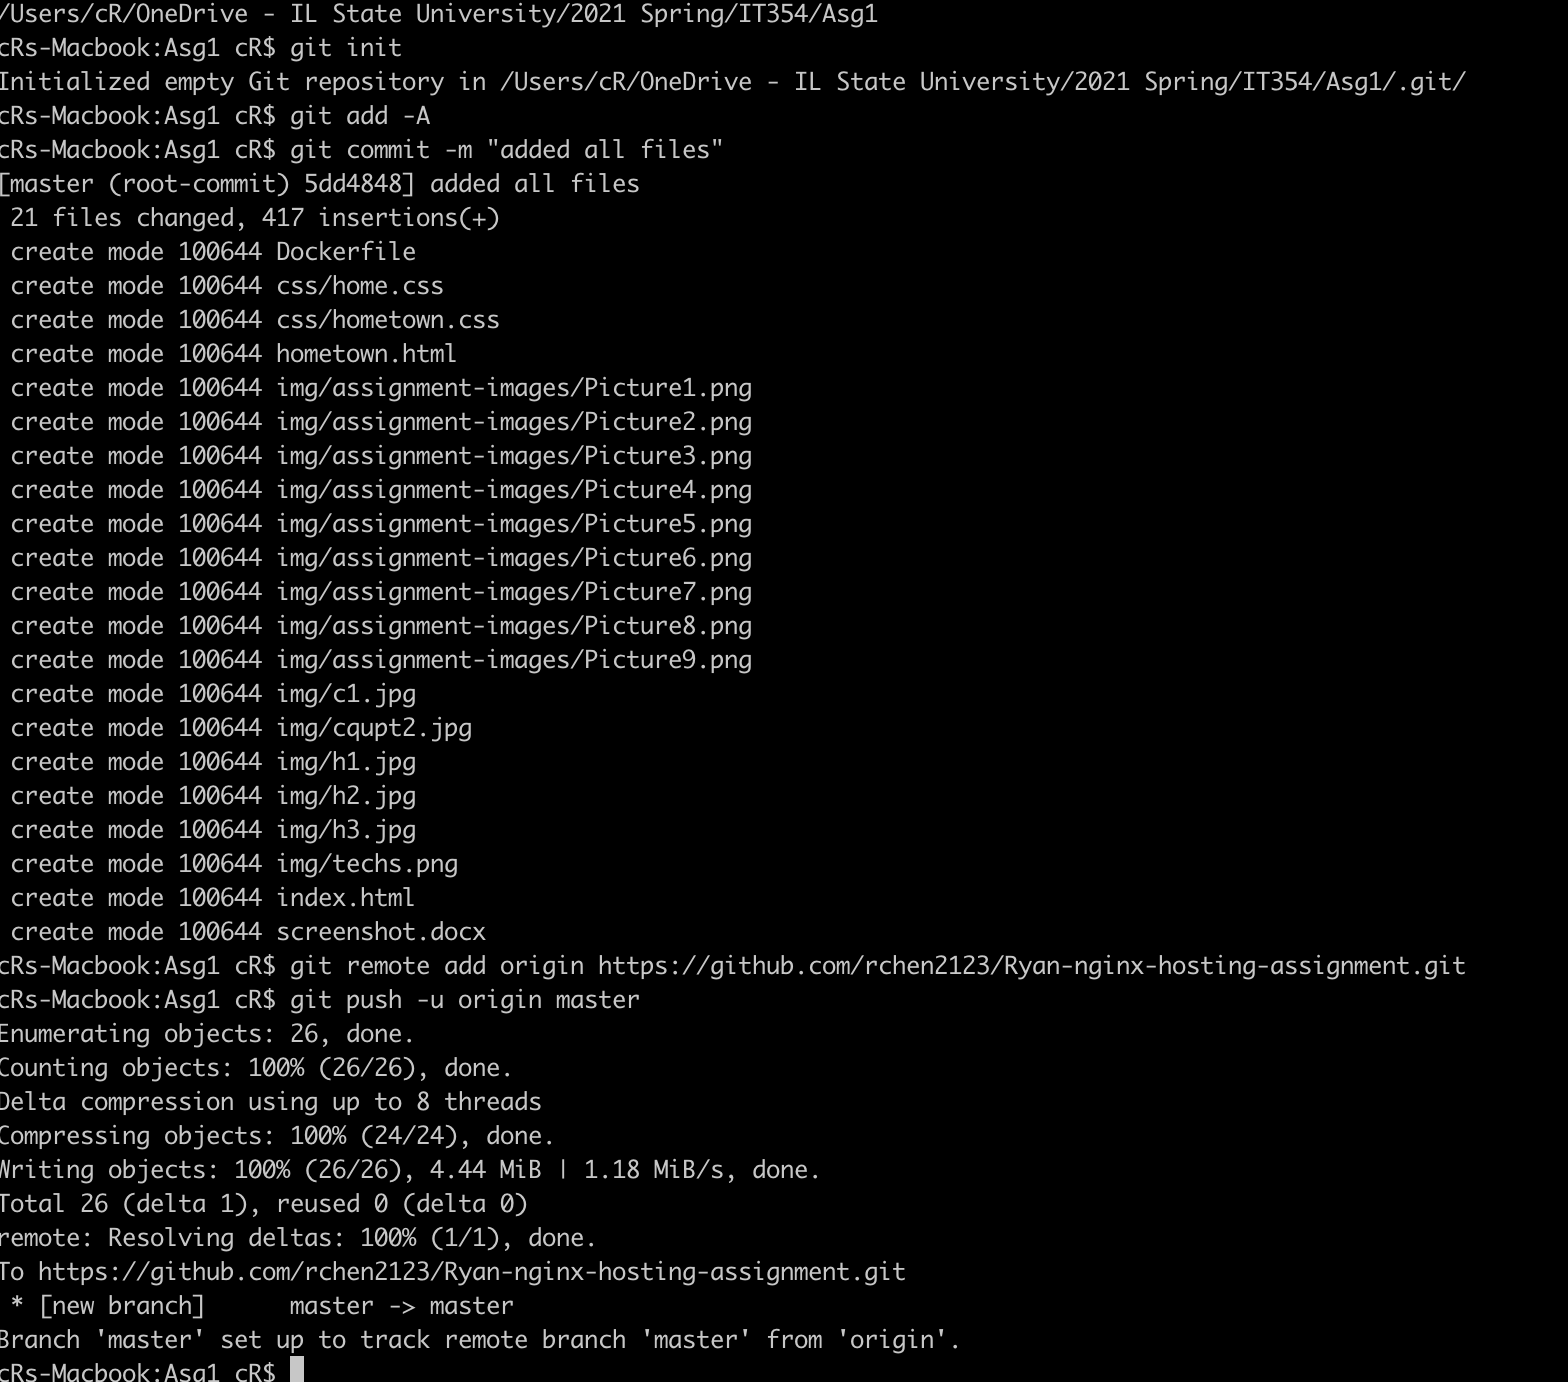 /Users/cR/OneDrive - IL State University/2021 Spring/IT354/Asg1
cRs-Macbook:Asg1 cR$ git init
Initialized empty Git repository in /Users/cR/OneDrive - IL State University/2021 Spring/IT354/Asg1/.git/
cRs-Macbook:Asg1 cR$ git add -A
cRs-Macbook:Asg1 cR$ git commit -m "added all files"
[master (root-commit) 5dd4848] added all files
 21 files changed, 417 insertions(+)
 create mode 100644 Dockerfile
 create mode 100644 css/home.css
 create mode 100644 css/hometown.css
 create mode 100644 hometown.html
 create mode 100644 img/assignment-images/Picture1.png
 create mode 100644 img/assignment-images/Picture2.png
 create mode 100644 img/assignment-images/Picture3.png
 create mode 100644 img/assignment-images/Picture4.png
 create mode 100644 img/assignment-images/Picture5.png
 create mode 100644 img/assignment-images/Picture6.png
 create mode 100644 img/assignment-images/Picture7.png
 create mode 100644 img/assignment-images/Picture8.png
 create mode 100644 img/assignment-images/Picture9.png
 create mode 100644 img/c1.jpg
 create mode 100644 img/cqupt2.jpg
 create mode 100644 img/h1.jpg
 create mode 100644 img/h2.jpg
 create mode 100644 img/h3.jpg
 create mode 100644 img/techs.png
 create mode 100644 index.html
 create mode 100644 screenshot.docx
cRs-Macbook:Asg1 cR$ git remote add origin https://github.com/rchen2123/Ryan-nginx-hosting-assignment.git
cRs-Macbook:Asg1 cR$ git push -u origin master
Enumerating objects: 26, done.
Counting objects: 100% (26/26), done.
Delta compression using up to 8 threads
Compressing objects: 100% (24/24), done.
Writing objects: 100% (26/26), 4.44 MiB | 1.18 MiB/s, done.
Total 26 (delta 1), reused 0 (delta 0)
remote: Resolving deltas: 100% (1/1), done.
To https://github.com/rchen2123/Ryan-nginx-hosting-assignment.git
 * [new branch]      master -> master
Branch 'master' set up to track remote branch 'master' from 'origin'.
cRs-Macbook:Asg1 cR$